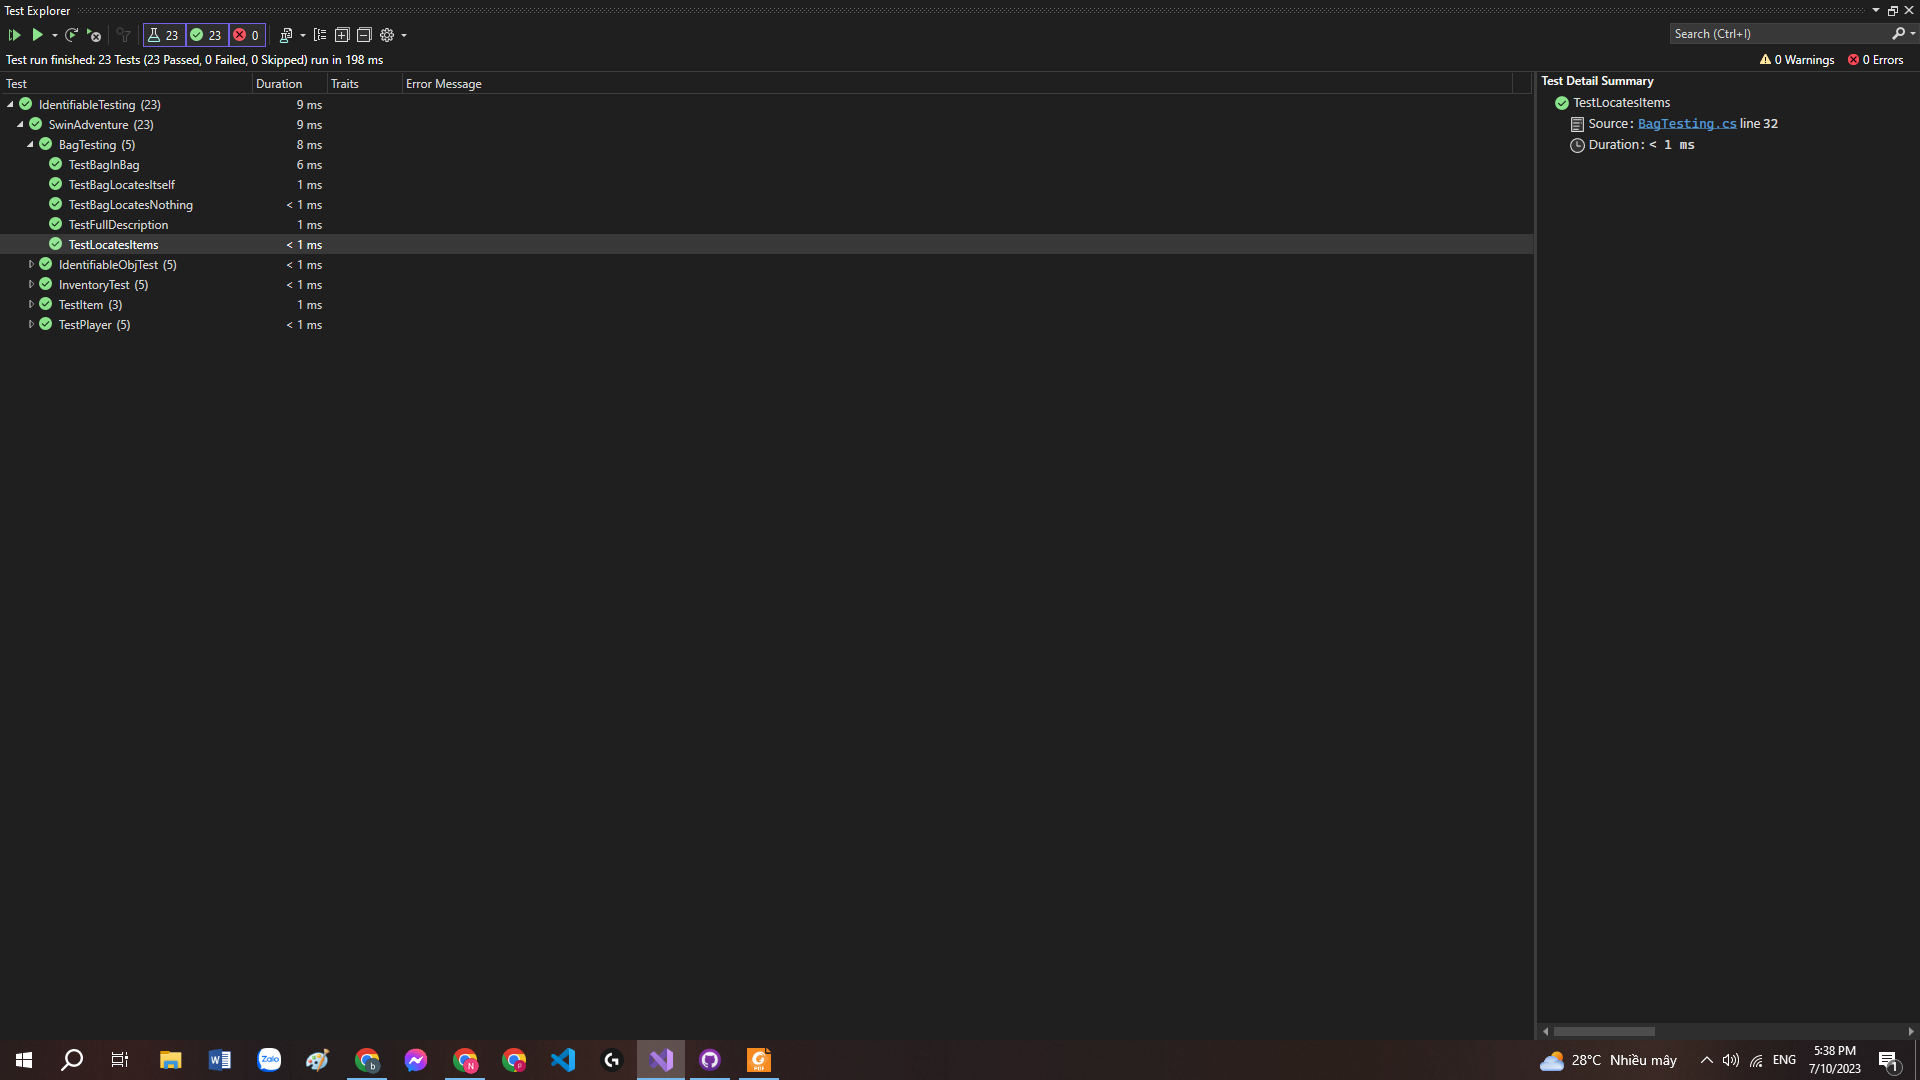 Test Explorer
23 23 0
Search (Ctrl+I)
Test run finished: 23 Tests (23 Passed, 0 Failed, 0 Skipped) run in 198 ms
0 Warnings 0 Errors
Test Duration Traits Error Message
IdentifiableTesting (23) 9 ms
SwinAdventure (23) 9 ms
BagTesting (5) 8 ms
TestBagInBag 6 ms
TestBagLocatesItself 1 ms
TestBagLocatesNothing < 1 ms
TestFullDescription 1 ms
TestLocatesItems < 1 ms
IdentifiableObjTest (5) < 1 ms
InventoryTest (5) < 1 ms
TestItem (3) 1 ms
TestPlayer (5) < 1 ms
Test Detail Summary
TestLocatesItems
Source: BagTesting.cs line 32
Duration: < 1 ms
Zalo
28°C Nhiều mây
ENG
5:38 PM
7/10/2023
1